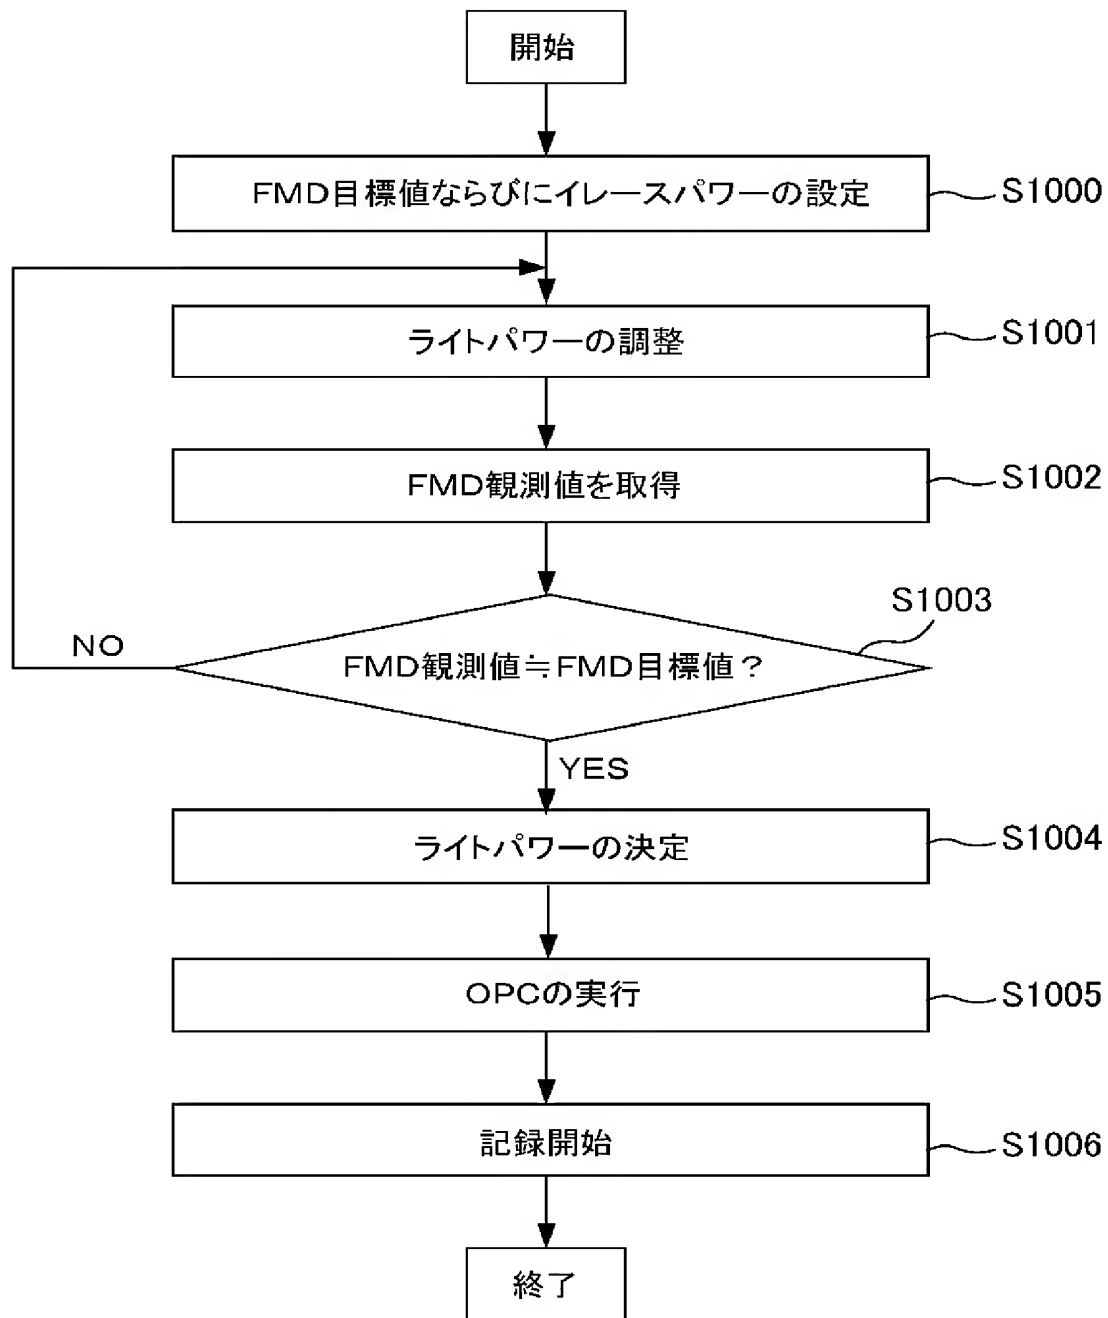 開始
FMD目標値ならびにイレースパワーの設定
S1000
ライトパワーの調整
S1001
FMD観測値を取得
S1002
S1003
NO
FMD観測値≒FMD目標値?
YES
ライトパワーの決定
S1004
OPCの実行
S1005
記録開始
S1006
終了